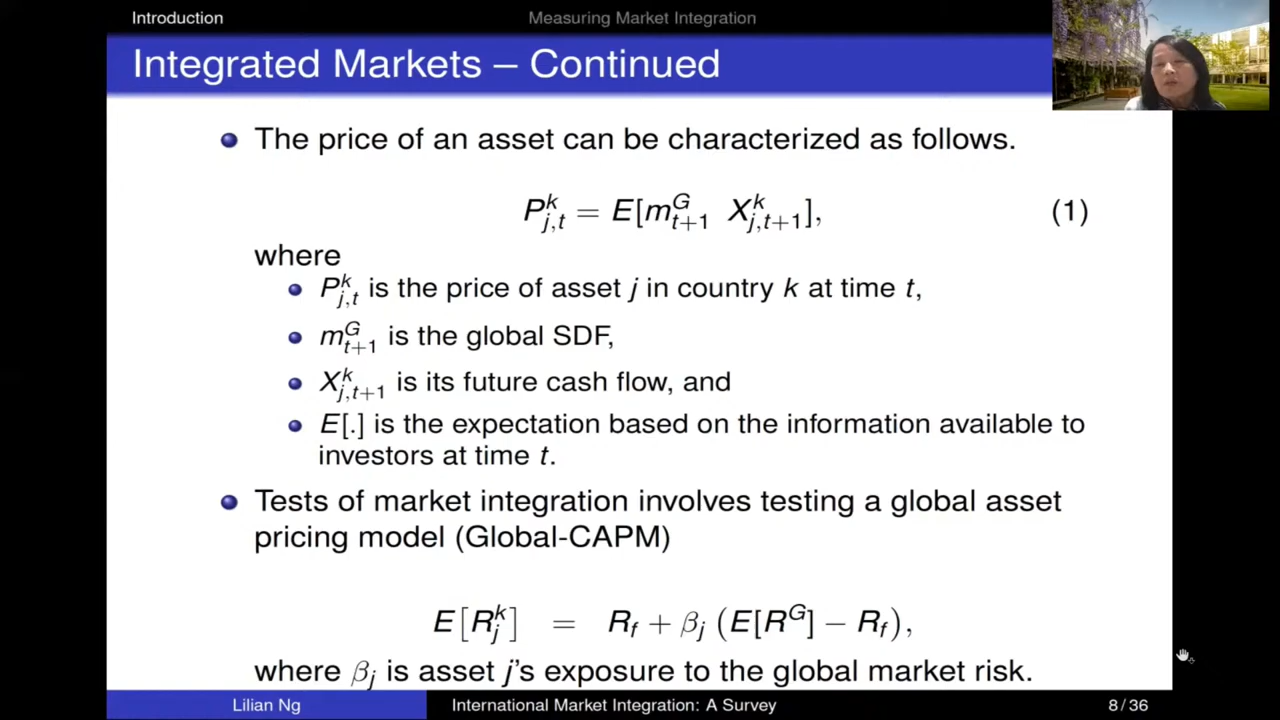 Introduction Measuring Market Integration
Integrated Markets – Continued
The price of an asset can be characterized as follows.
P^k_{j,t} = E[m^G_{t+1} X^k_{j,t+1}], (1)
where
P^k_{j,t} is the price of asset j in country k at time t,
m^G_{t+1} is the global SDF,
X^k_{j,t+1} is its future cash flow, and
E[.] is the expectation based on the information available to
investors at time t.
Tests of market integration involves testing a global asset
pricing model (Global-CAPM)
E[R^k_j] = R_f + β_j (E[R^G] − R_f),
where β_j is asset j's exposure to the global market risk.
Lilian Ng International Market Integration: A Survey 8 / 36